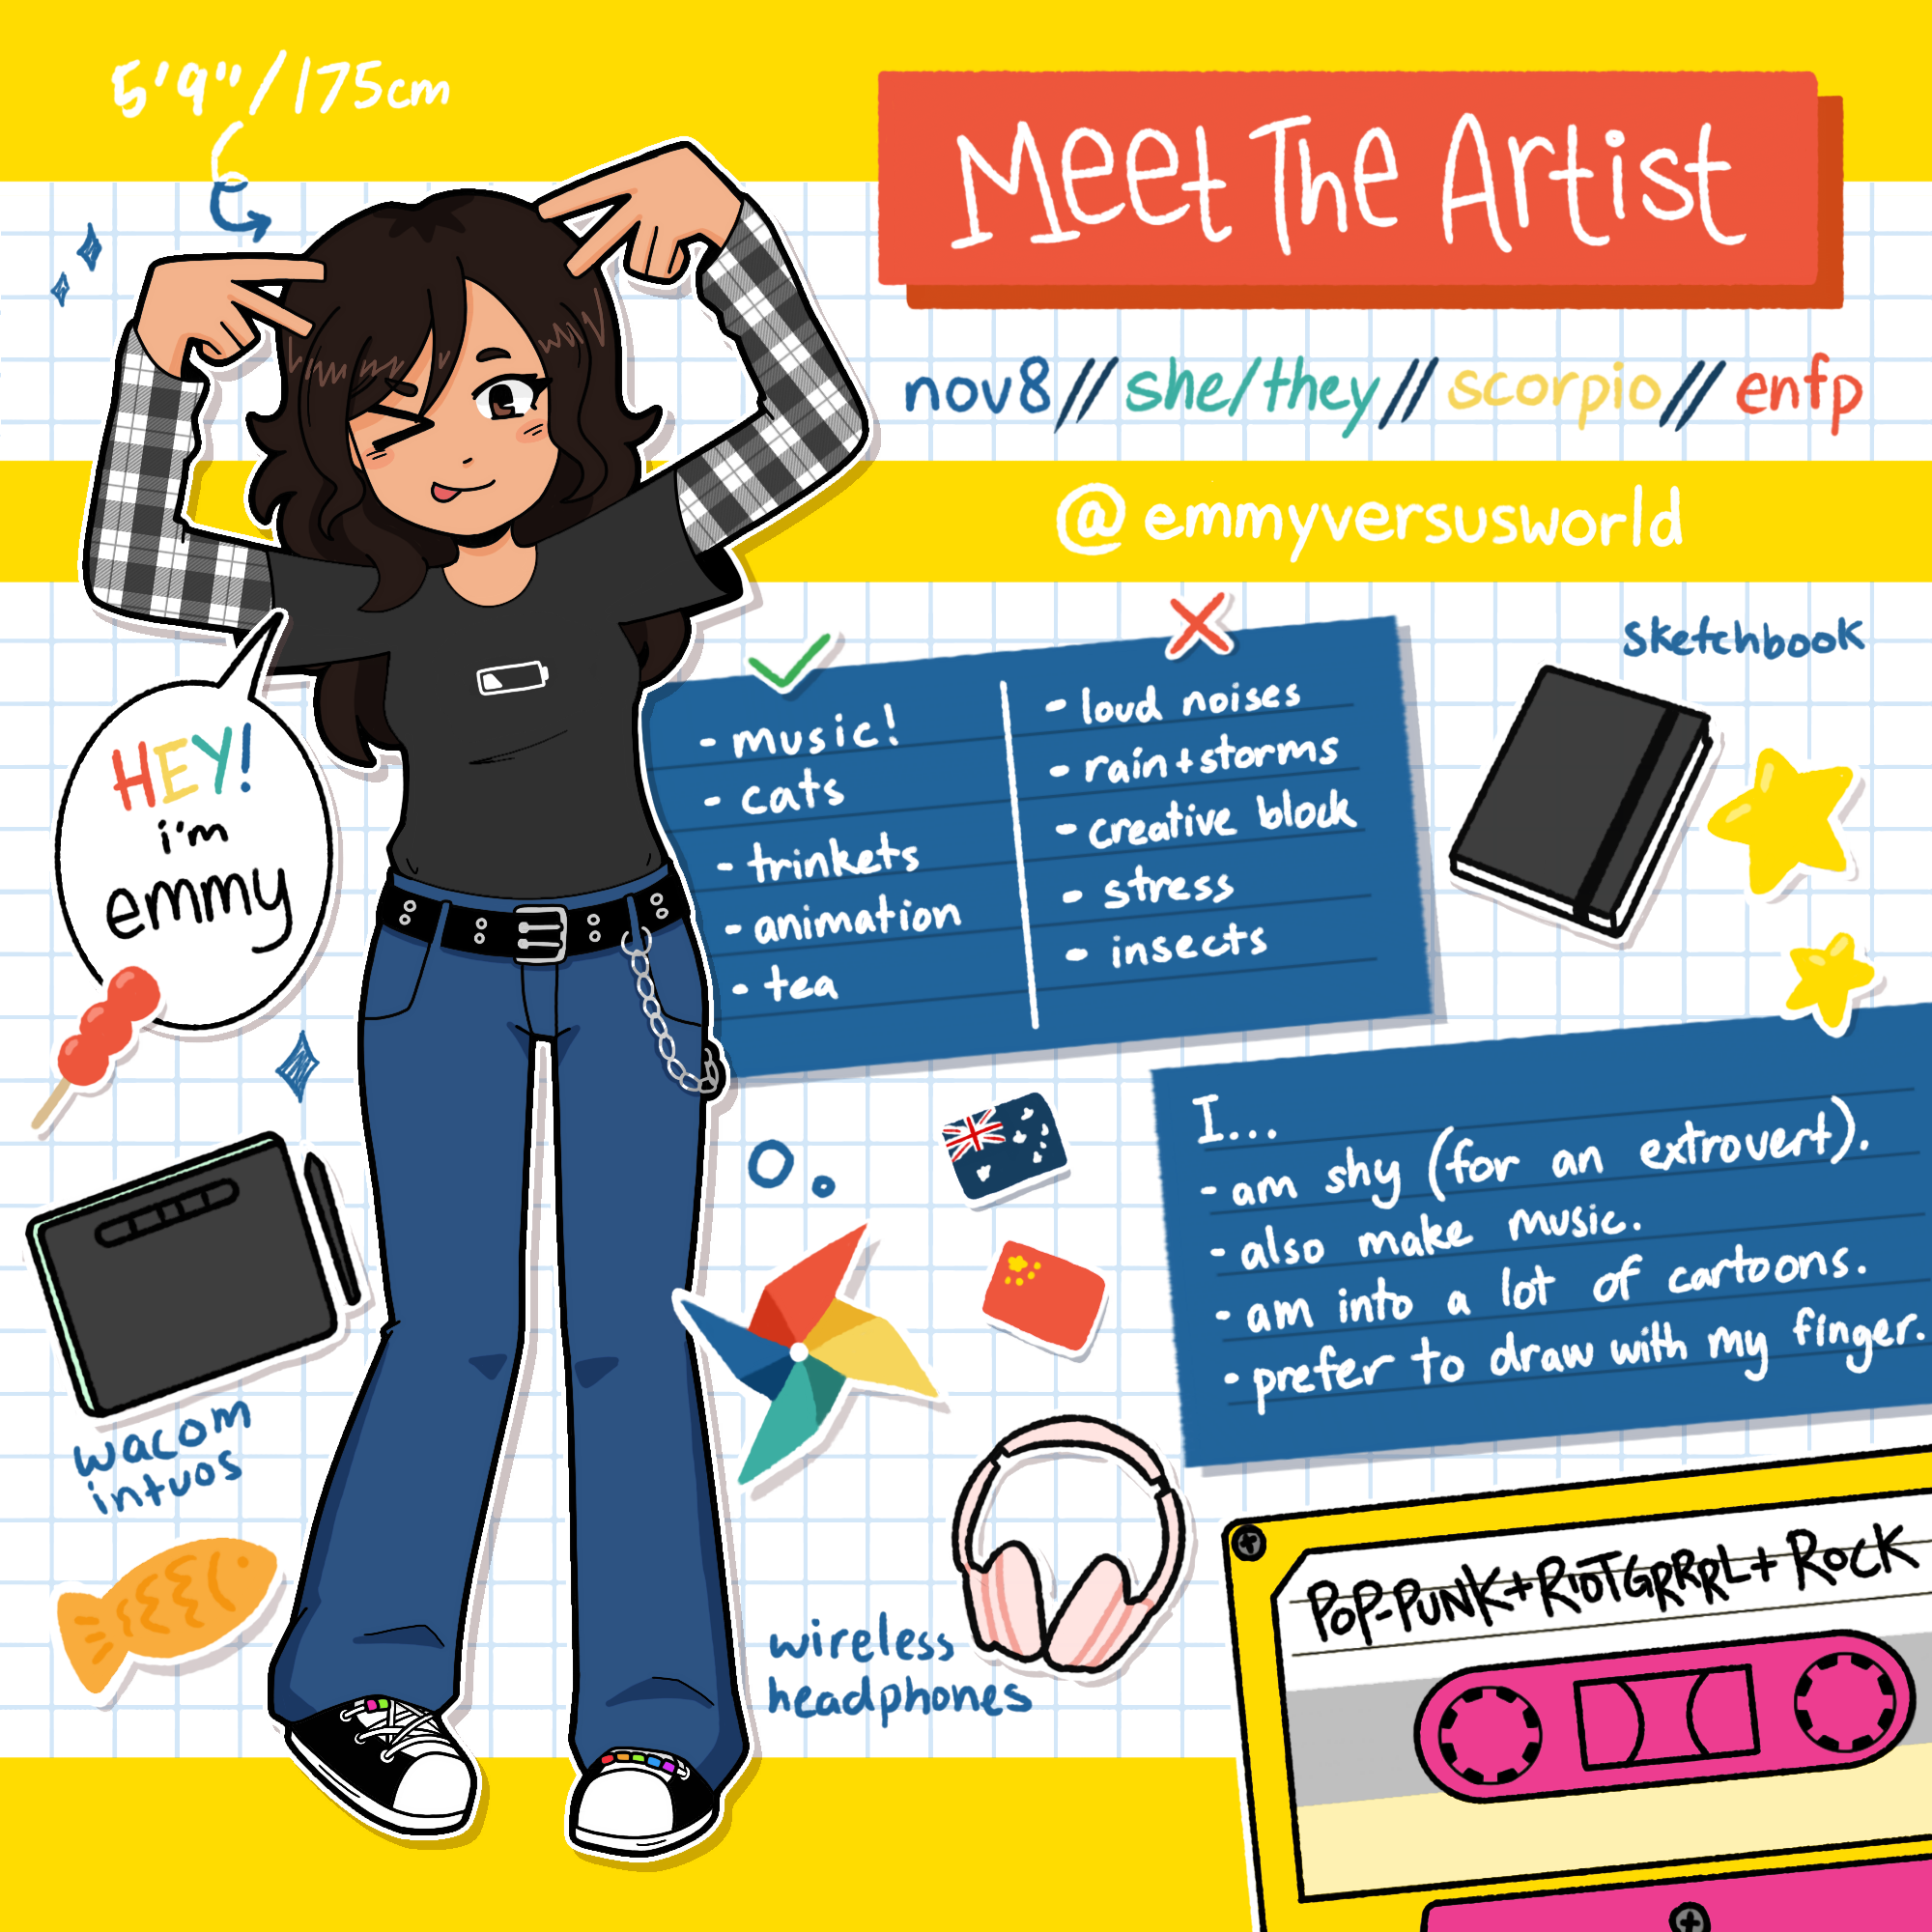 5'9"/175cm
Meet The Artist
nov8//she/they//scorpio//enfp
@emmyversusworld
HEY!
i'm
emmy
- music!
- cats
- trinkets
- animation
- tea
- loud noises
- rain+storms
- creative block
- stress
- insects
sketchbook
I...
- am shy (for an extrovert).
- also make music.
- am into a lot of cartoons.
- prefer to draw with my finger.
wacom
intuos
wireless
headphones
POP-PUNK+RIOTGRRRL+ROCK